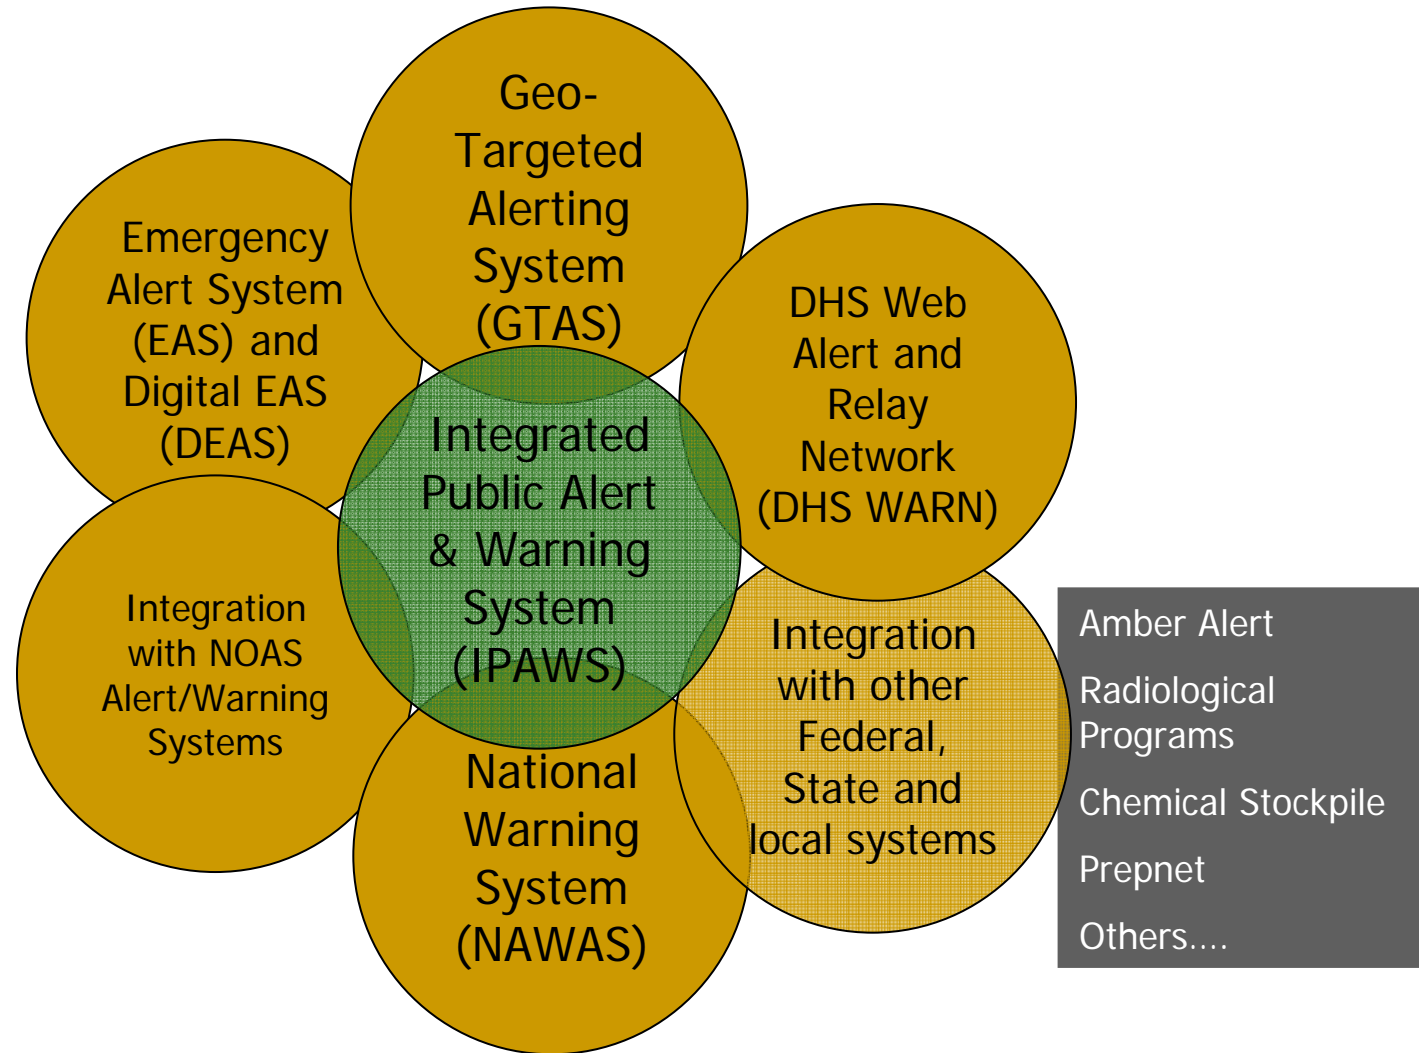 Geo-
Targeted
Alerting
System
(GTAS)
Emergency
Alert System
(EAS) and
Digital EAS
(DEAS)
DHS Web
Alert and
Relay
Network
(DHS WARN)
Integrated
Public Alert
& Warning
System
(IPAWS)
Integration
with NOAS
Alert/Warning
Systems
Integration
with other
Federal,
State and
local systems
National
Warning
System
(NAWAS)
Amber Alert
Radiological
Programs
Chemical Stockpile
Prepnet
Others....